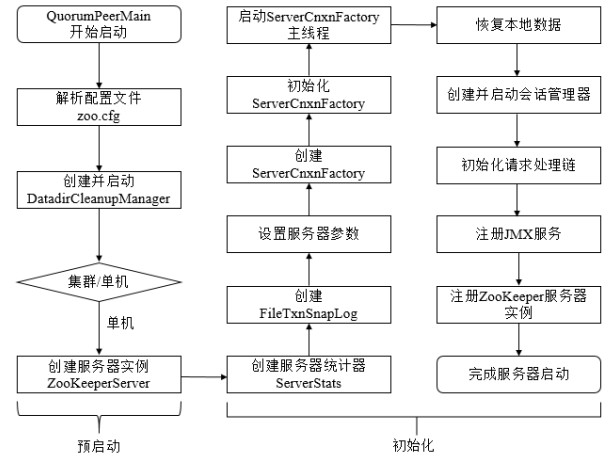 QuorumPeerMain
开始启动
解析配置文件
zoo.cfg
创建并启动
DatadirCleanupManager
集群/单机
单机
创建服务器实例
ZooKeeperServer
预启动
创建服务器统计器
ServerStats
创建
FileTxnSnapLog
设置服务器参数
创建
ServerCnxnFactory
初始化
ServerCnxnFactory
启动ServerCnxnFactory
主线程
恢复本地数据
创建并启动会话管理器
初始化请求处理链
注册JMX服务
注册ZooKeeper服务器
实例
完成服务器启动
初始化